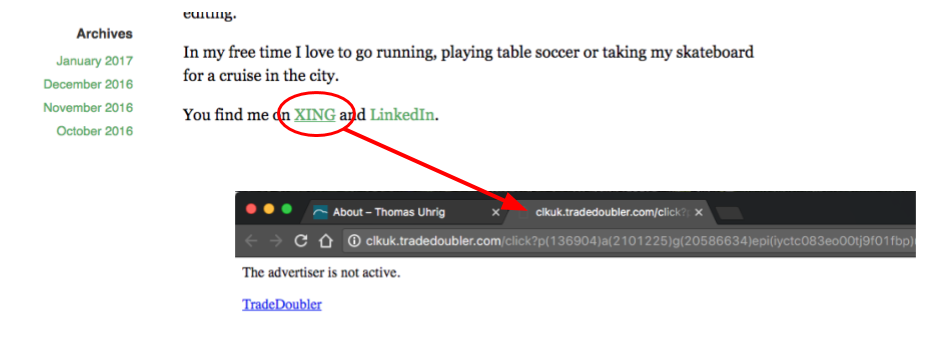 editing.
Archives
January 2017
December 2016
November 2016
October 2016
In my free time I love to go running, playing table soccer or taking my skateboard
for a cruise in the city.
You find me on XING and LinkedIn.
About – Thomas Uhrig
clkuk.tradedoubler.com/click?
clkuk.tradedoubler.com/click?p(136904)a(2101225)g(20586634)epi(iyctc083eo00tj9f01fbp)
The advertiser is not active.
TradeDoubler